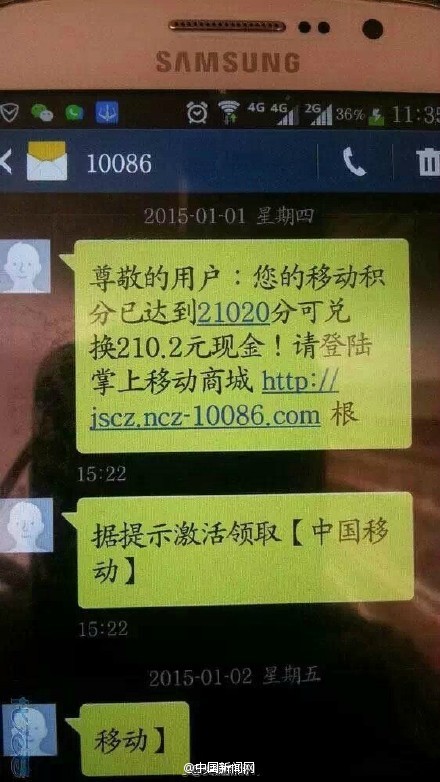 SAMSUNG
4G 4G 2G 36% 11:35
10086
2015-01-01 星期四
尊敬的用户：您的移动积
分已达到21020分可兑
换210.2元现金！请登陆
掌上移动商城 http://
jscz.ncz-10086.com 根
15:22
据提示激活领取【中国移
动】
15:22
2015-01-02 星期五
移动】
@中国新闻网